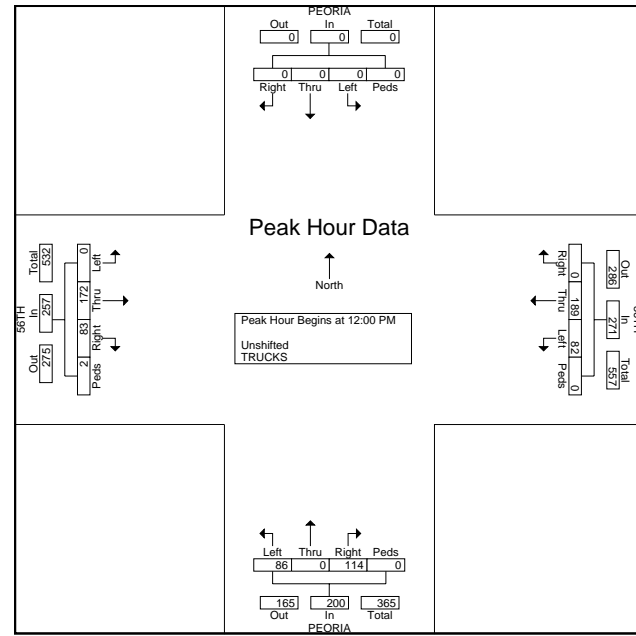 PEORIA
Out In Total
0 0 0
0 0 0 0
Right Thru Left Peds
Peak Hour Data
North
Peak Hour Begins at 12:00 PM
Unshifted
TRUCKS
56TH
Total In Out
532 257 275
0 172 83 2
Left Thru Right Peds
Out In Total
286 271 557
0 189 82 0
Right Thru Left Peds
Left Thru Right Peds
86 0 114 0
165 200 365
Out In Total
PEORIA